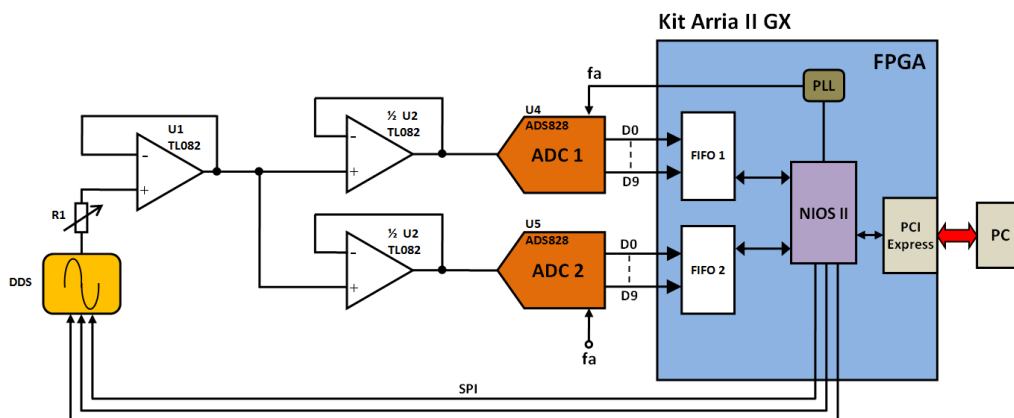 Kit Arria II GX
FPGA
PLL
fa
U4
ADS828
ADC 1
D0
D9
FIFO 1
NIOS II
PCI
Express
PC
U1
TL082
-
+
½ U2
TL082
-
+
R1
DDS
½ U2
TL082
-
+
U5
ADS828
ADC 2
D0
D9
FIFO 2
fa
SPI